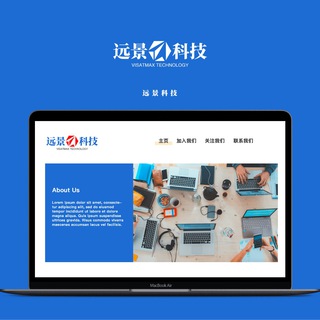 远景科技
VISATMAX TECHNOLOGY
远景科技
远景科技
VISATMAX TECHNOLOGY
主页 加入我们 关注我们 联系我们
About Us
Lorem ipsum dolor sit amet, consecte-
tur adipiscing elit, sed do eiusmod
tempor incididunt ut labore et dolore
magna aliqua. Quis ipsum suspendisse
ultrices gravida. Risus commodo viverra
maecenas accumsan lacus vel facilisis.
MacBook Air